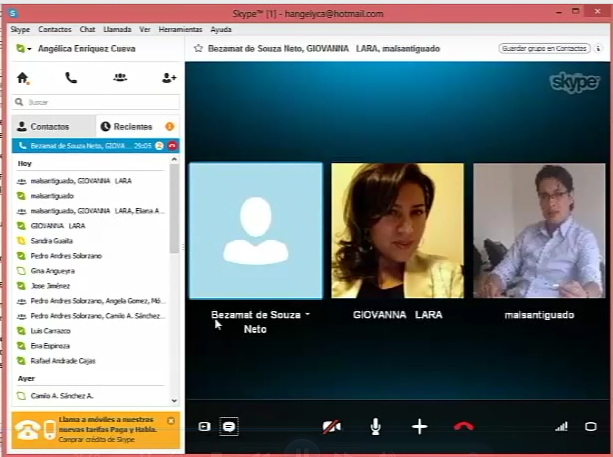 Skype™ [1] - hangelyca@hotmail.com
Skype Contactos Chat Llamada Ver Herramientas Ayuda
Angélica Enriquez Cueva
Bezamat de Souza Neto, GIOVANNA LARA, malsantiguado
Guardar grupo en Contactos
skype
Buscar
Contactos
Recientes
Bezamat de Souza Neto, GIOVA... 29:05 2
Hoy
malsantiguado, GIOVANNA LARA
malsantiguado
malsantiguado, GIOVANNA LARA, Eliana A...
GIOVANNA LARA
Sandra Guaita
Pedro Andres Solorzano
Gina Angueyra
Jose Jiménez
Pedro Andres Solorzano, Angela Gomez, Mó...
Pedro Andres Solorzano, Camilo A. Sánchez...
Luis Carrazco
Ena Espinoza
Rafael Andrade Cajas
Ayer
Camilo A. Sánchez A.
Llama a móviles a nuestras
nuevas tarifas Paga y Habla.
Comprar crédito de Skype
Bezamat de Souza
Neto
GIOVANNA LARA
malsantiguado